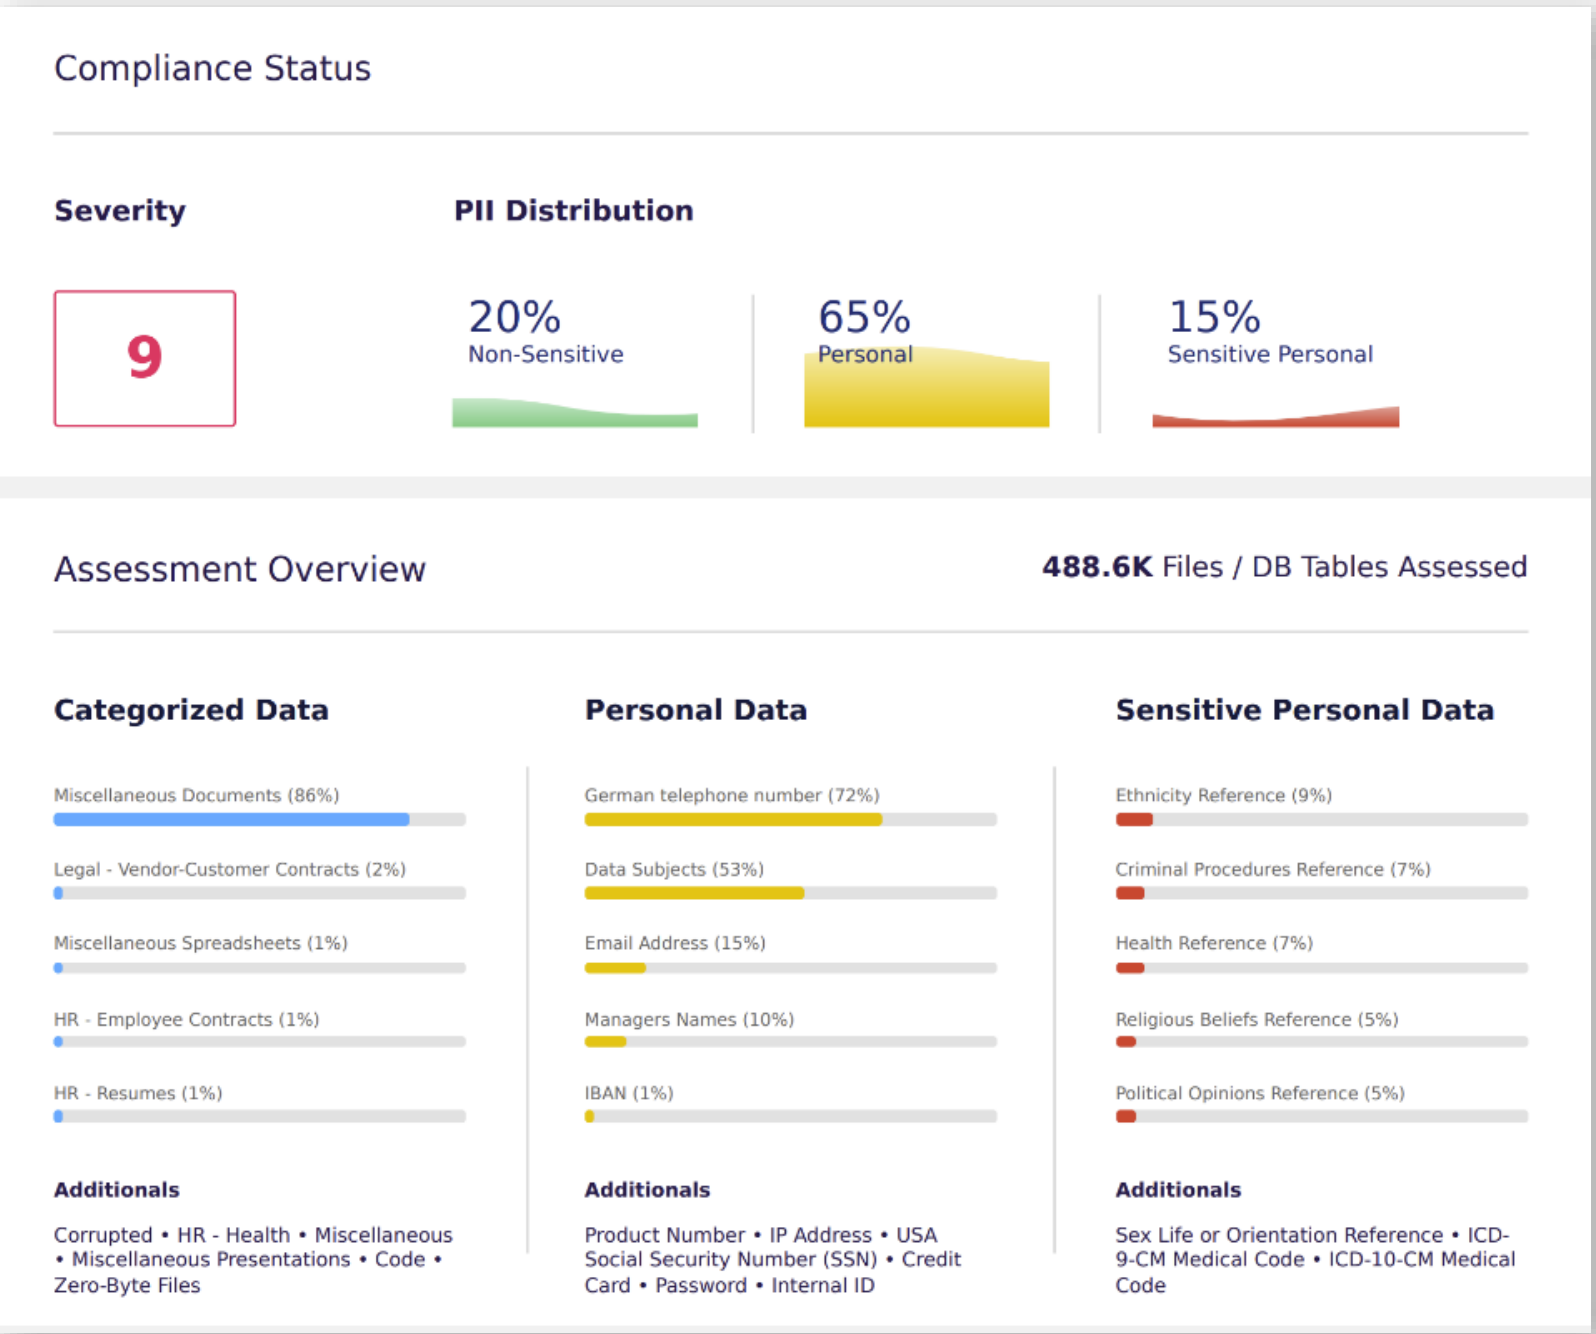 Compliance Status
Severity
PII Distribution
9
20%
Non-Sensitive
65%
Personal
15%
Sensitive Personal
Assessment Overview
488.6K Files / DB Tables Assessed
Categorized Data
Miscellaneous Documents (86%)
Legal - Vendor-Customer Contracts (2%)
Miscellaneous Spreadsheets (1%)
HR - Employee Contracts (1%)
HR - Resumes (1%)
Additionals
Corrupted • HR - Health • Miscellaneous
• Miscellaneous Presentations • Code •
Zero-Byte Files
Personal Data
German telephone number (72%)
Data Subjects (53%)
Email Address (15%)
Managers Names (10%)
IBAN (1%)
Additionals
Product Number • IP Address • USA
Social Security Number (SSN) • Credit
Card • Password • Internal ID
Sensitive Personal Data
Ethnicity Reference (9%)
Criminal Procedures Reference (7%)
Health Reference (7%)
Religious Beliefs Reference (5%)
Political Opinions Reference (5%)
Additionals
Sex Life or Orientation Reference • ICD-
9-CM Medical Code • ICD-10-CM Medical
Code